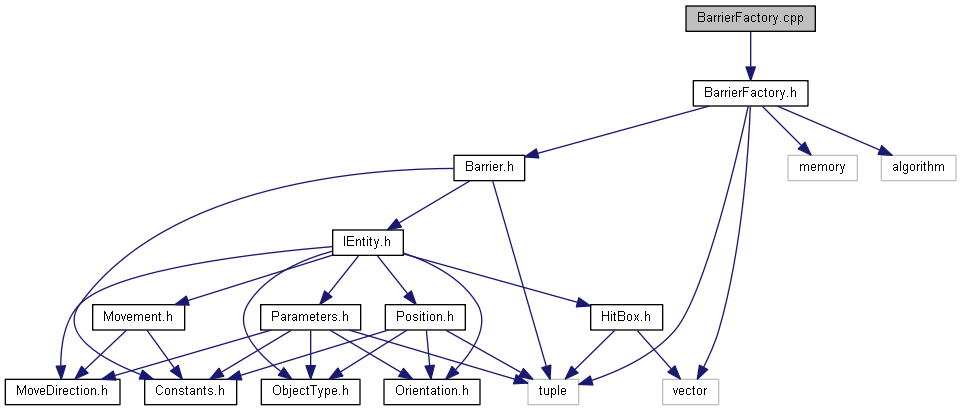 BarrierFactory.cpp
BarrierFactory.h
Barrier.h
memory
algorithm
IEntity.h
Movement.h
Parameters.h
Position.h
HitBox.h
MoveDirection.h
Constants.h
ObjectType.h
Orientation.h
tuple
vector